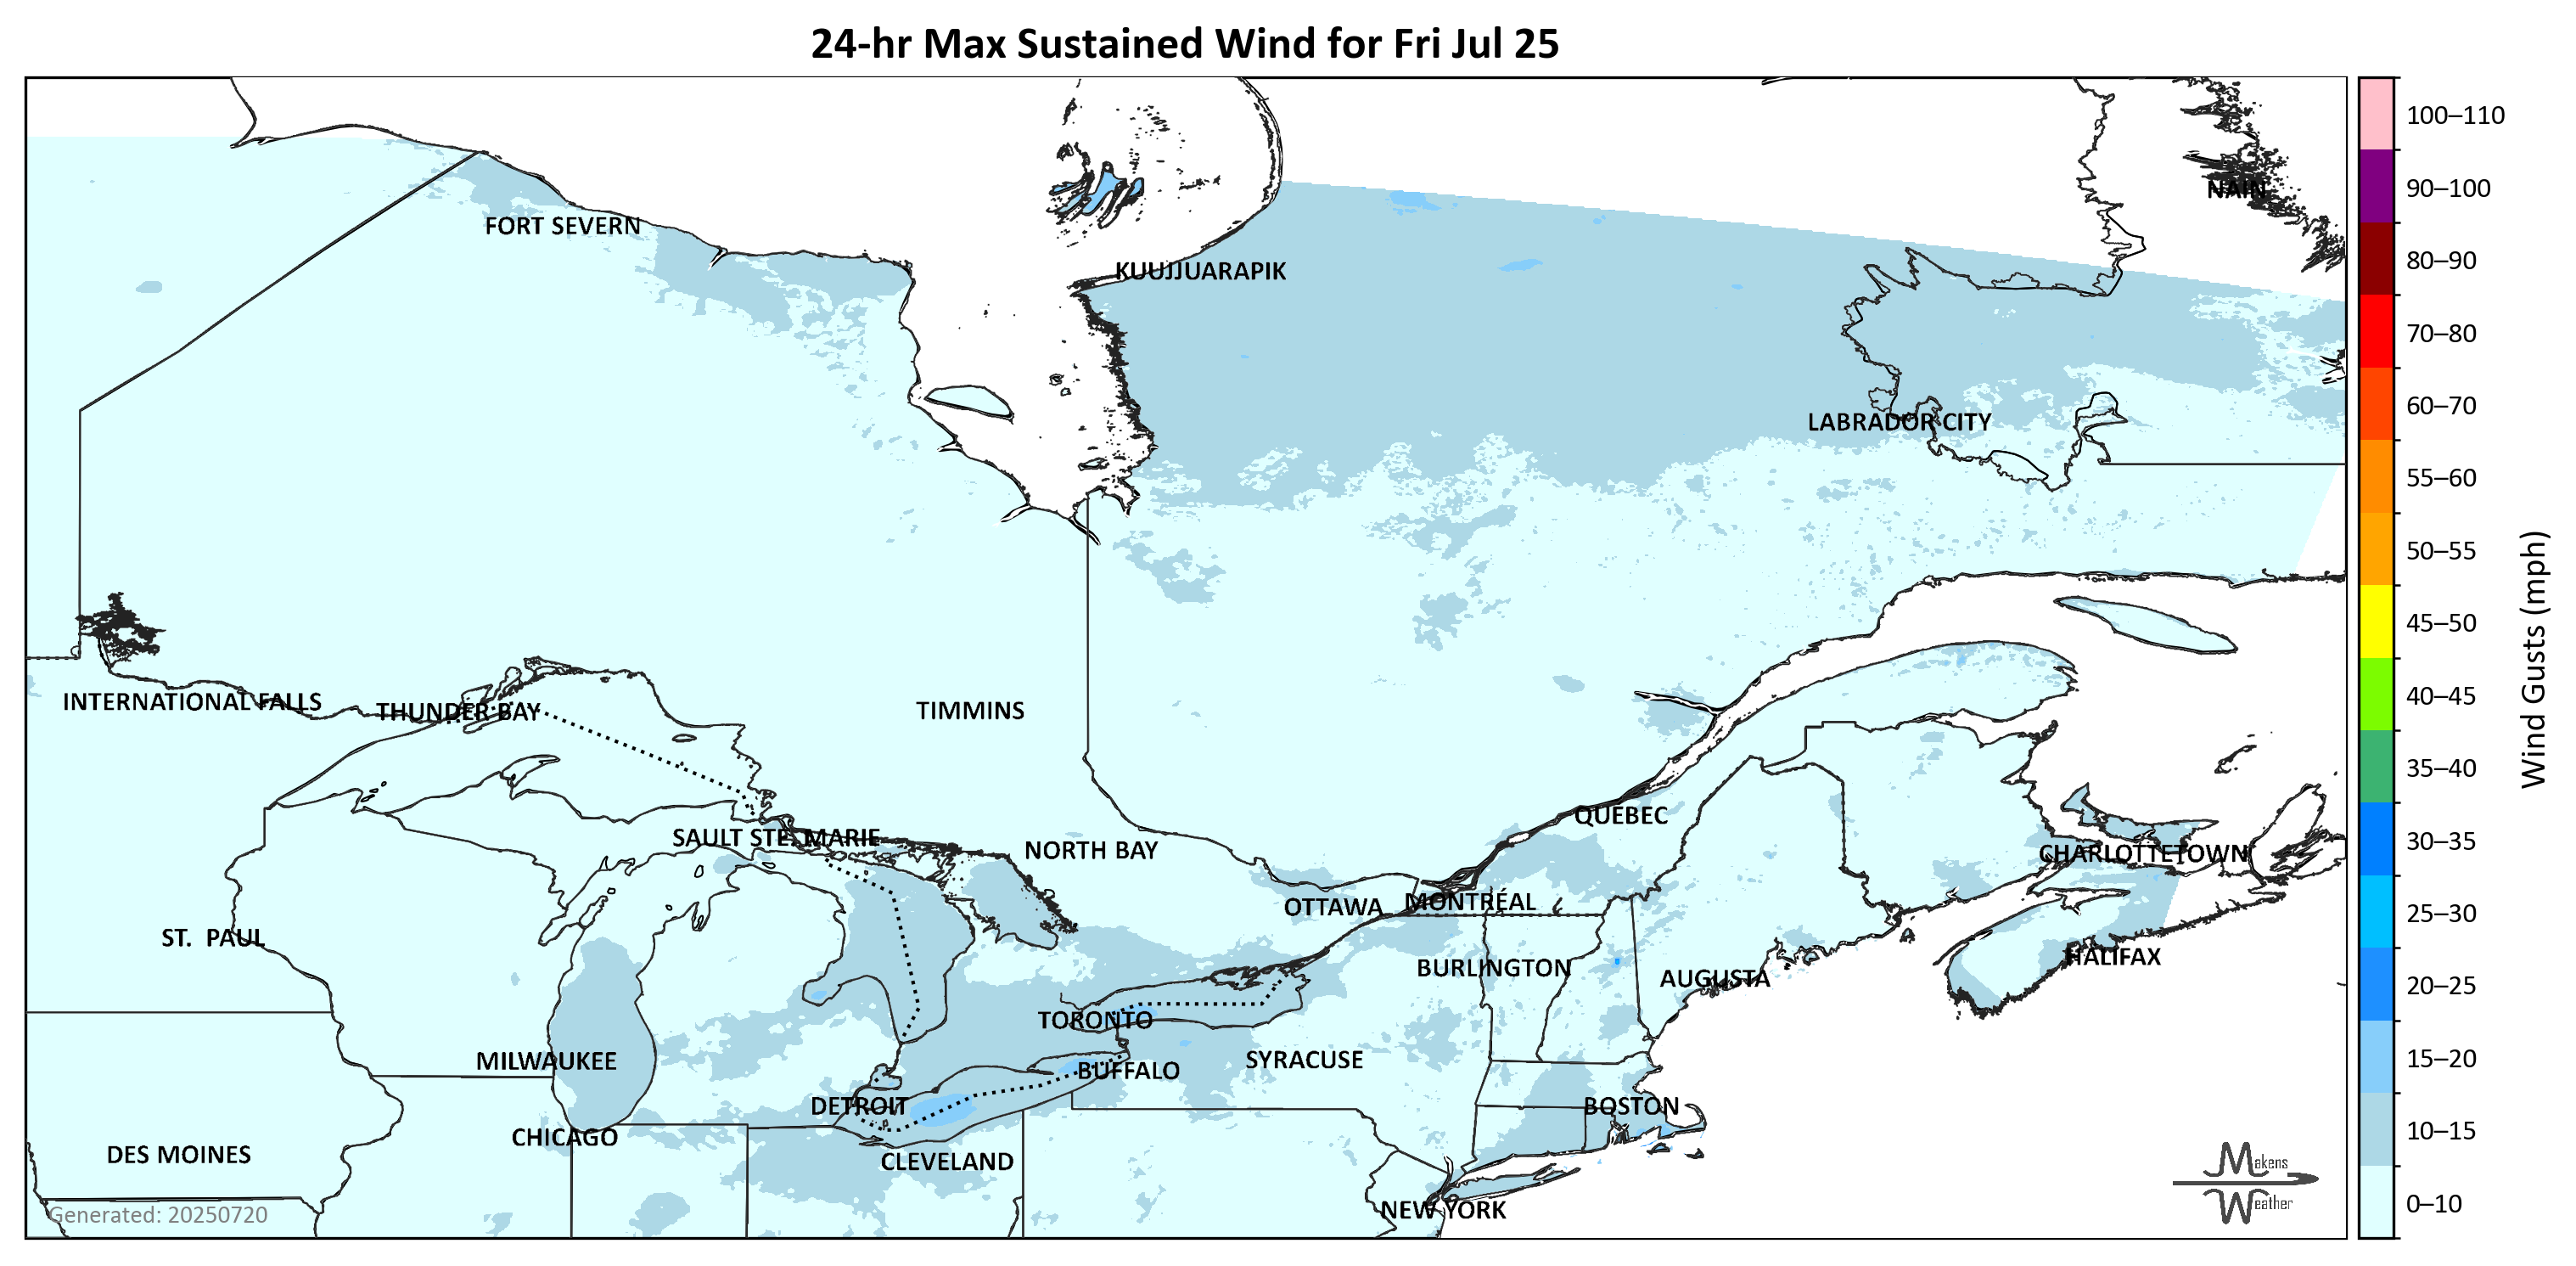 24-hr Max Sustained Wind for Fri Jul 25
100–110
90–100
NAIN
FORT SEVERN
80–90
KUUJJUARAPIK
70–80
60–70
LABRADOR CITY
55–60
50–55
45–50
Wind Gusts (mph)
40–45
INTERNATIONAL FALLS
THUNDER BAY
TIMMINS
35–40
QUÉBEC
30–35
SAULT STE. MARIE
NORTH BAY
CHARLOTTETOWN
OTTAWA
MONTRÉAL
25–30
ST. PAUL
HALIFAX
BURLINGTON
AUGUSTA
20–25
TORONTO
MILWAUKEE
SYRACUSE
15–20
BUFFALO
DETROIT
BOSTON
CHICAGO
10–15
DES MOINES
CLEVELAND
Makens
Weather
0–10
NEW YORK
Generated: 20250720